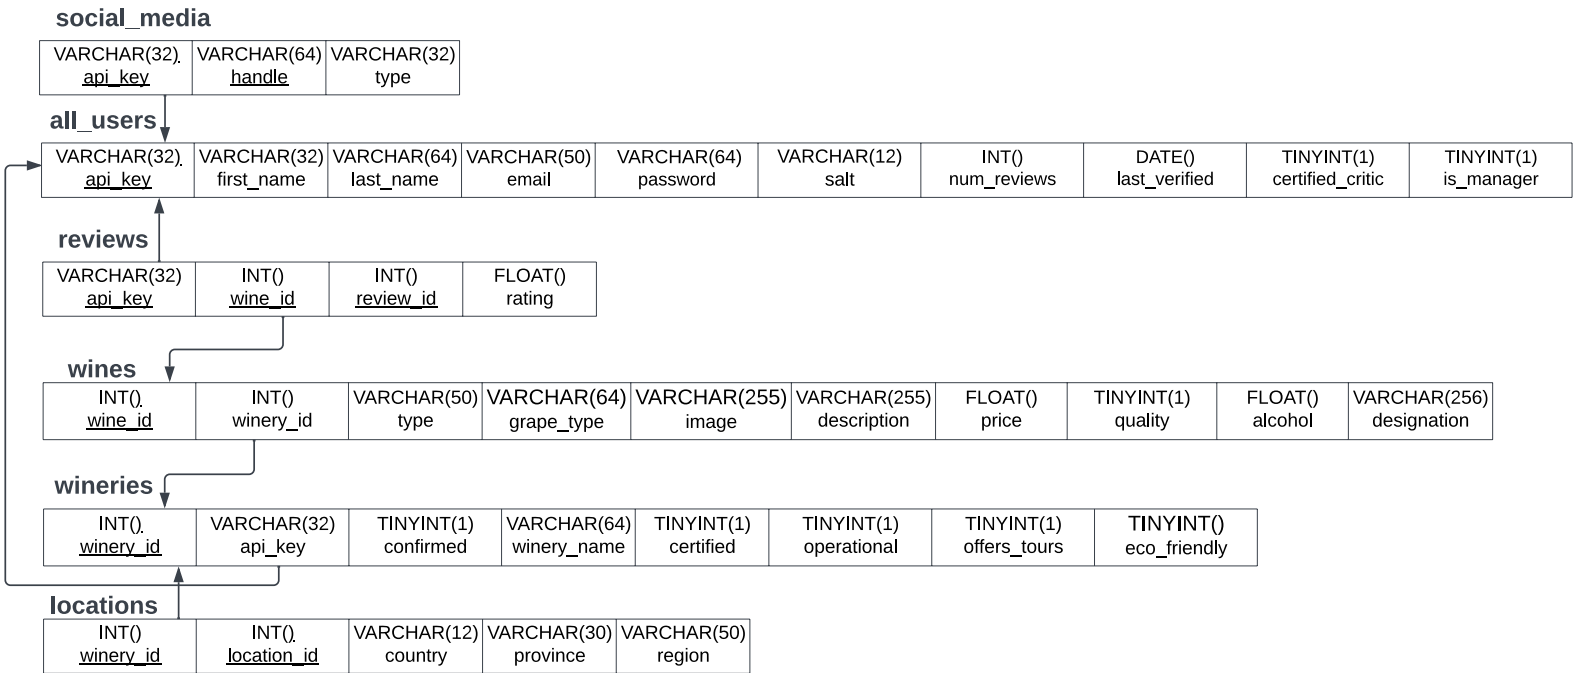 social_media
VARCHAR(32) VARCHAR(64) VARCHAR(32)
api_key handle type
all_users
VARCHAR(32) VARCHAR(32) VARCHAR(64) VARCHAR(50) VARCHAR(64) VARCHAR(12) INT() DATE() TINYINT(1) TINYINT(1)
api_key first_name last_name email password salt num_reviews last_verified certified_critic is_manager
reviews
VARCHAR(32) INT() INT() FLOAT()
api_key wine_id review_id rating
wines
INT() INT() VARCHAR(50) VARCHAR(64) VARCHAR(255) VARCHAR(255) FLOAT() TINYINT(1) FLOAT() VARCHAR(256)
wine_id winery_id type grape_type image description price quality alcohol designation
wineries
INT() VARCHAR(32) TINYINT(1) VARCHAR(64) TINYINT(1) TINYINT(1) TINYINT(1) TINYINT()
winery_id api_key confirmed winery_name certified operational offers_tours eco_friendly
locations
INT() INT() VARCHAR(12) VARCHAR(30) VARCHAR(50)
winery_id location_id country province region